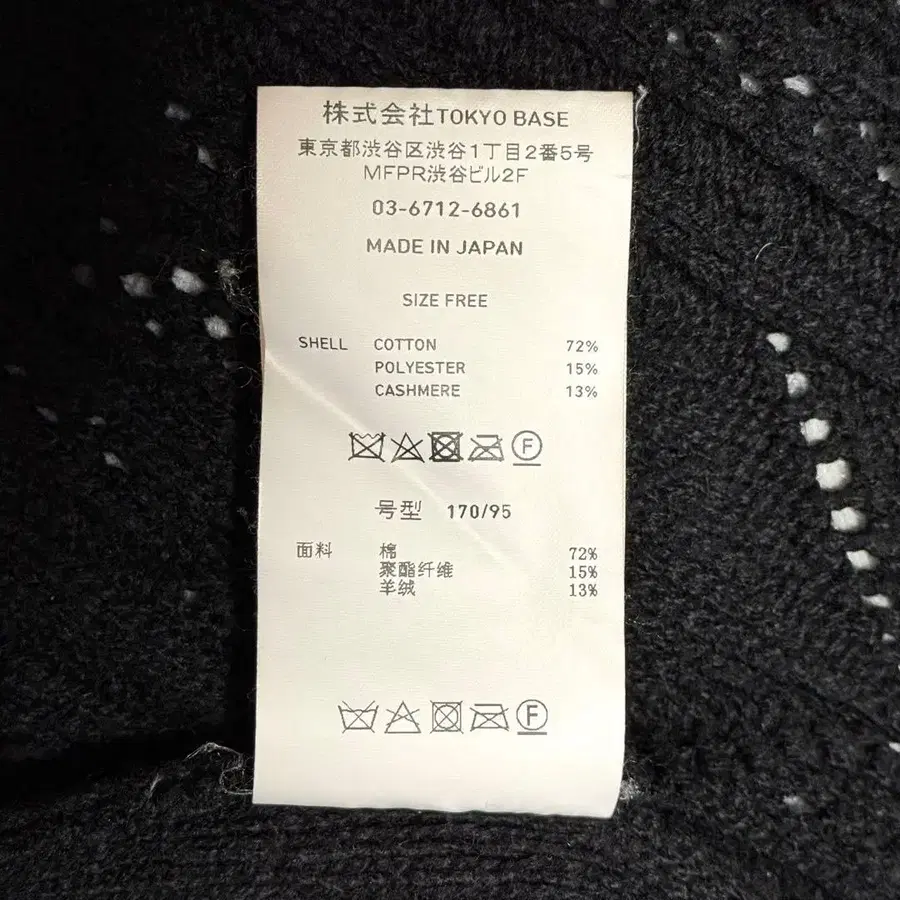 株式会社TOKYO BASE
東京都渋谷区渋谷1丁目2番5号
MFPR渋谷ビル2F
03-6712-6861
MADE IN JAPAN
SIZE FREE
SHELL COTTON 72%
POLYESTER 15%
CASHMERE 13%
F
号型 170/95
面料 棉 72%
聚酯纤维 15%
羊绒 13%
F